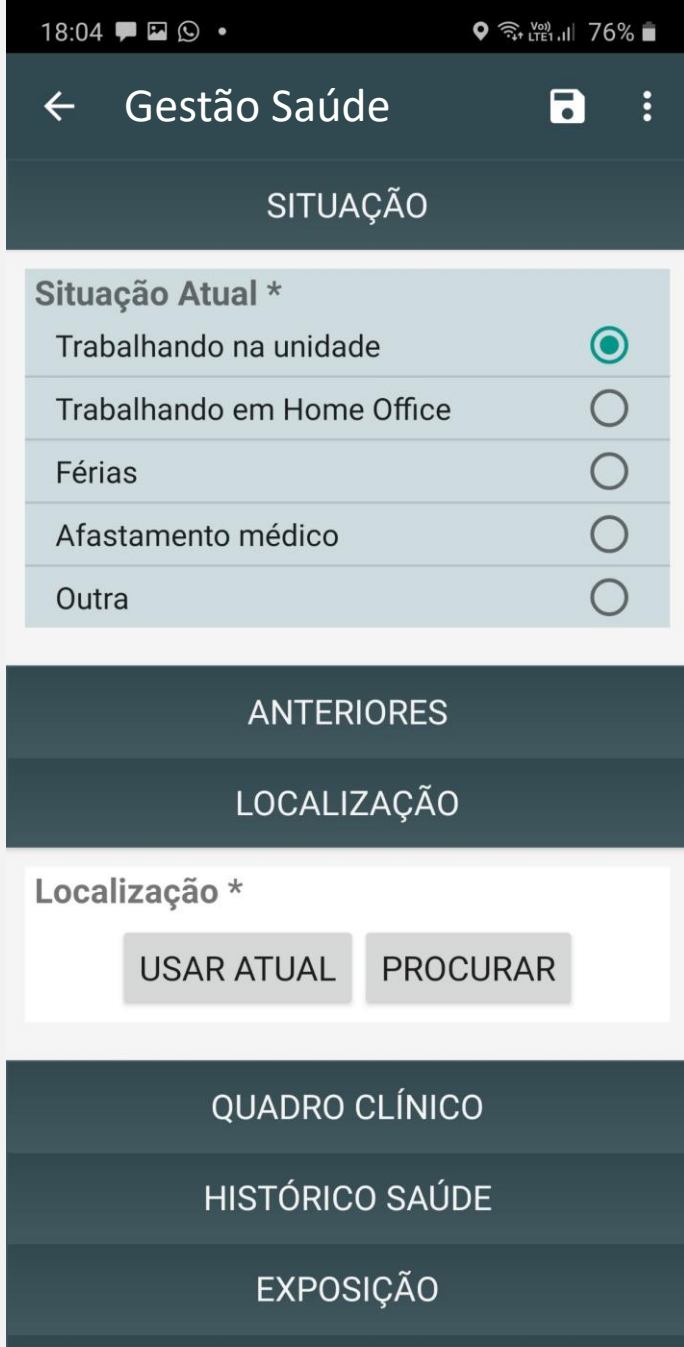 18:04 VoLTE1 76%
Gestão Saúde
SITUAÇÃO
Situação Atual *
Trabalhando na unidade
Trabalhando em Home Office
Férias
Afastamento médico
Outra
ANTERIORES
LOCALIZAÇÃO
Localização *
USAR ATUAL PROCURAR
QUADRO CLÍNICO
HISTÓRICO SAÚDE
EXPOSIÇÃO